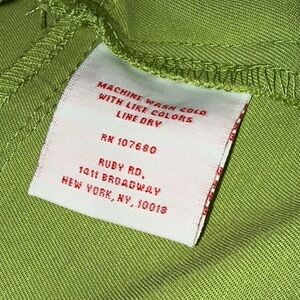 MACHINE WASH COLD
WITH LIKE COLORS
LINE DRY
RN 107680
RUBY RD.
1411 BROADWAY
NEW YORK, NY, 10018